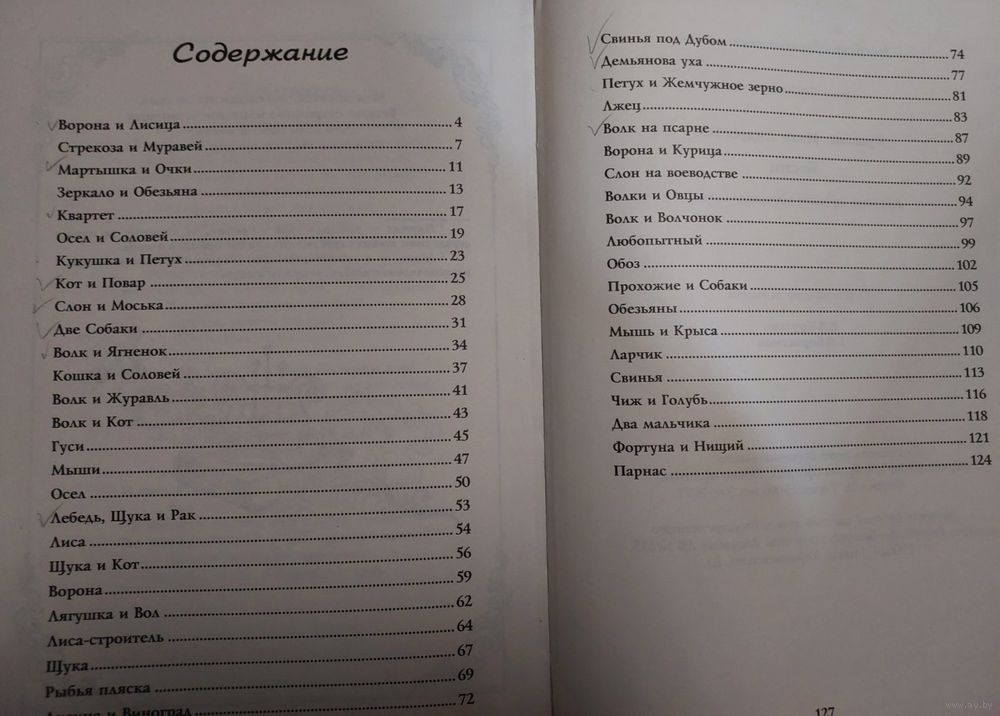 Содержание
Ворона и Лисица 4
Стрекоза и Муравей 7
Мартышка и Очки 11
Зеркало и Обезьяна 13
Квартет 17
Осел и Соловей 19
Кукушка и Петух 23
Кот и Повар 25
Слон и Моська 28
Две Собаки 31
Волк и Ягненок 34
Кошка и Соловей 37
Волк и Журавль 41
Волк и Кот 43
Гуси 45
Мыши 47
Осел 50
Лебедь, Щука и Рак 53
Лиса 54
Щука и Кот 56
Ворона 59
Лягушка и Вол 62
Лиса-строитель 64
Щука 67
Рыбья пляска 69
и Виноград 72
Свинья под Дубом 74
Демьянова уха 77
Петух и Жемчужное зерно 81
Лжец 83
Волк на псарне 87
Ворона и Курица 89
Слон на воеводстве 92
Волки и Овцы 94
Волк и Волчонок 97
Любопытный 99
Обоз 102
Прохожие и Собаки 105
Обезьяны 106
Мышь и Крыса 109
Ларчик 110
Свинья 113
Чиж и Голубь 116
Два мальчика 118
Фортуна и Нищий 121
Парнас 124
127
www.ay.by